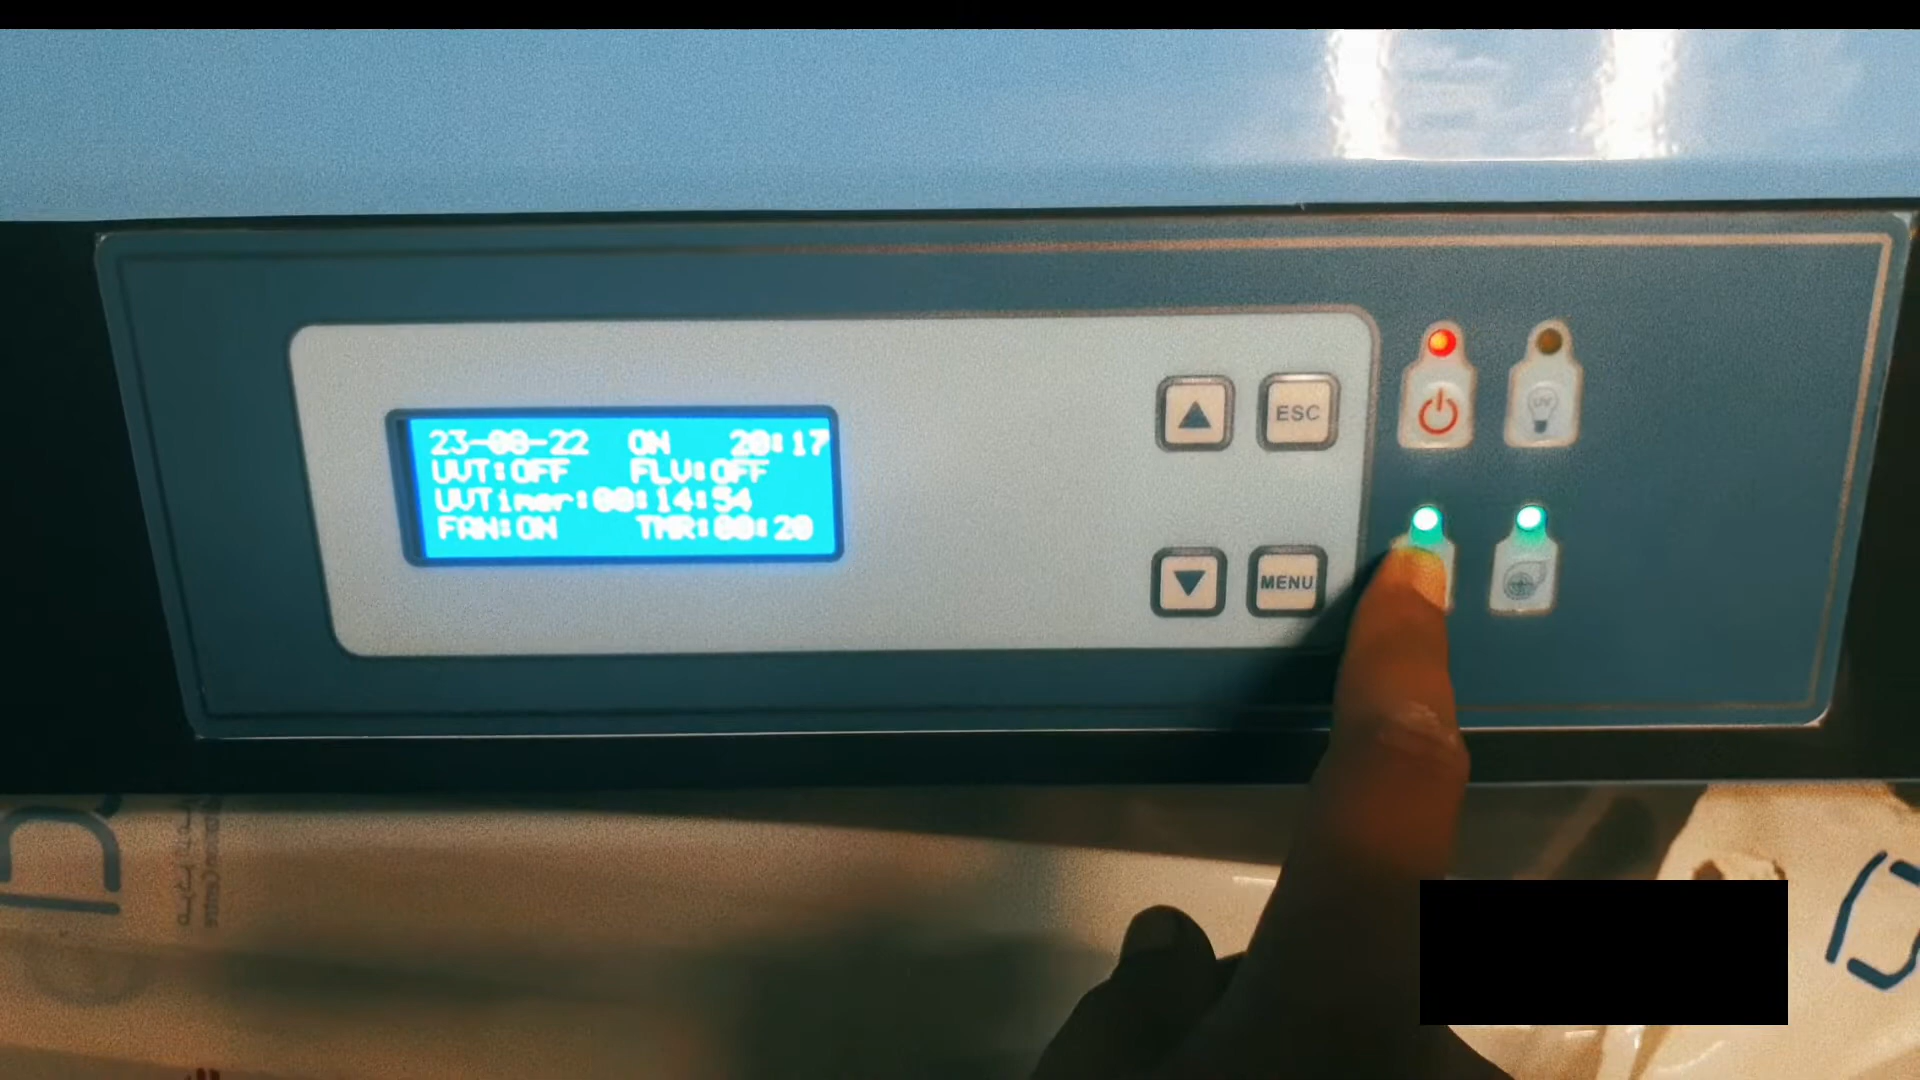 23-08-22 ON 20:17
UVT:OFF FLV:OFF
UVTimer:00:14:54
FAN:ON TMR:00:20
ESC
MENU
UV